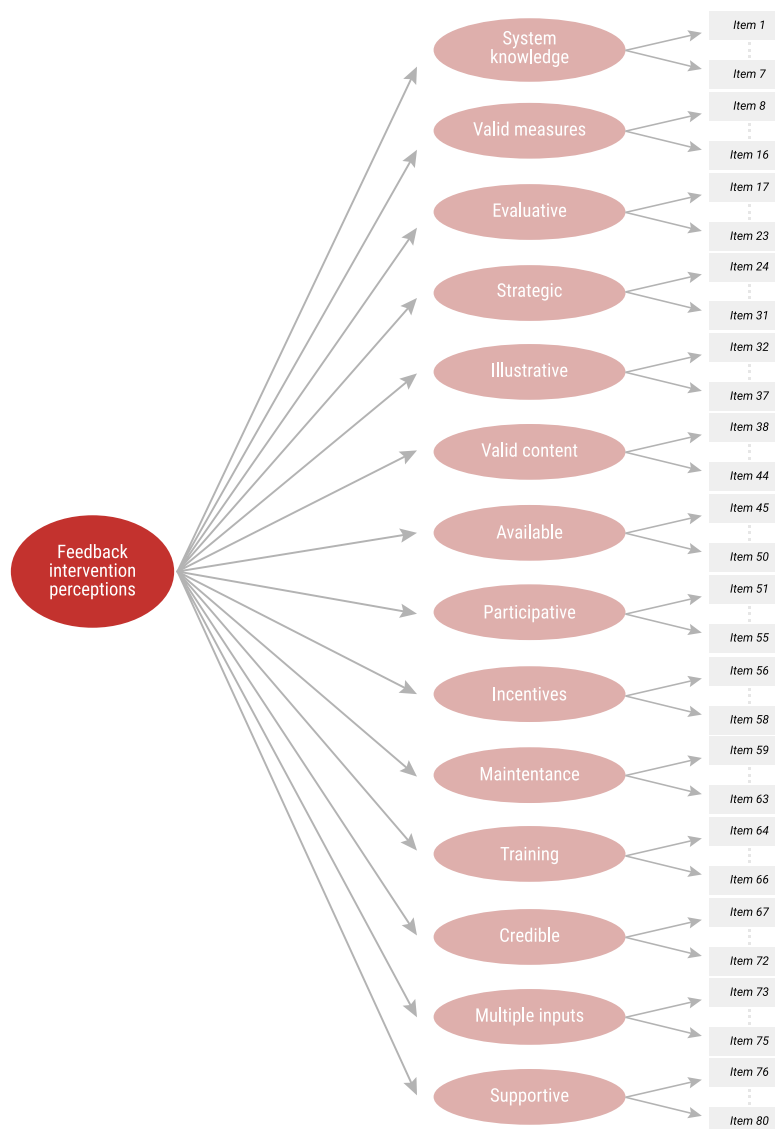 System
knowledge
Item 1
Item 7
Valid measures
Item 8
Item 16
Evaluative
Item 17
Item 23
Strategic
Item 24
Item 31
Illustrative
Item 32
Item 37
Valid content
Item 38
Item 44
Feedback
intervention
perceptions
Available
Item 45
Item 50
Participative
Item 51
Item 55
Incentives
Item 56
Item 58
Maintentance
Item 59
Item 63
Training
Item 64
Item 66
Credible
Item 67
Item 72
Multiple inputs
Item 73
Item 75
Supportive
Item 76
Item 80